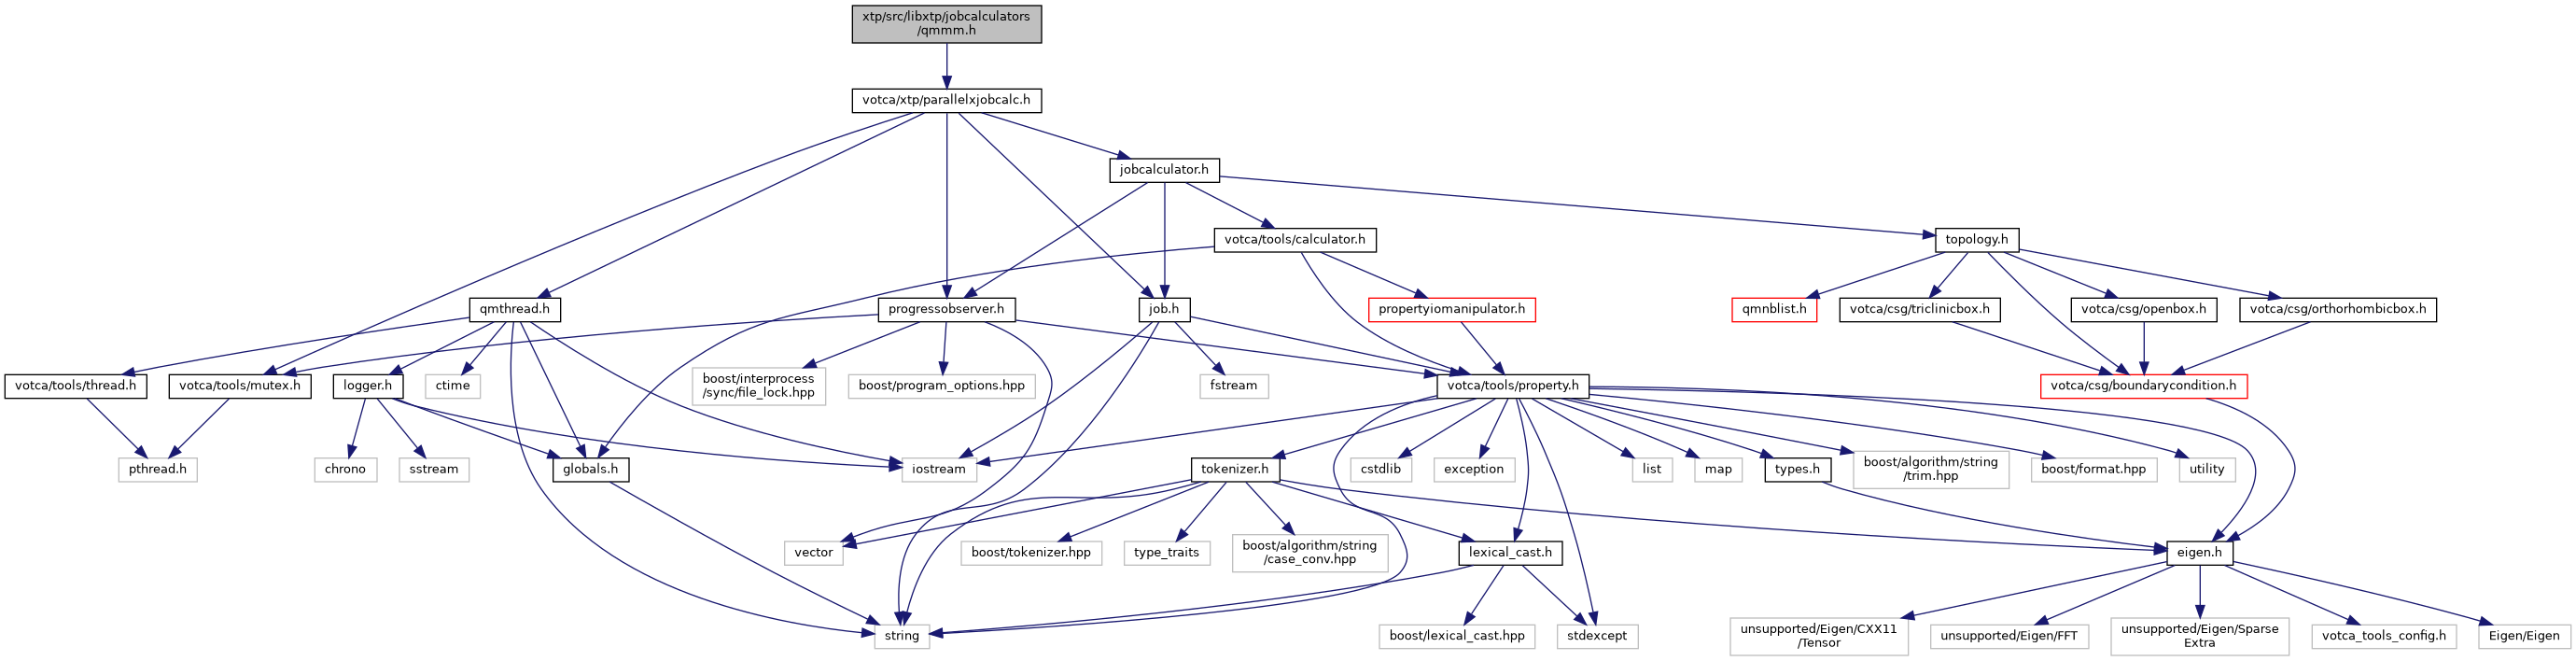 xtp/src/libxtp/jobcalculators
/qmmm.h
votca/xtp/parallelxjobcalc.h
jobcalculator.h
votca/tools/calculator.h
topology.h
qmthread.h
progressobserver.h
job.h
propertyiomanipulator.h
qmnblist.h
votca/csg/triclinicbox.h
votca/csg/openbox.h
votca/csg/orthorhombicbox.h
votca/tools/thread.h
votca/tools/mutex.h
logger.h
ctime
boost/interprocess
/sync/file_lock.hpp
boost/program_options.hpp
fstream
votca/tools/property.h
votca/csg/boundarycondition.h
pthread.h
chrono
sstream
globals.h
iostream
tokenizer.h
cstdlib
exception
list
map
types.h
boost/algorithm/string
/trim.hpp
boost/format.hpp
utility
vector
boost/tokenizer.hpp
type_traits
boost/algorithm/string
/case_conv.hpp
lexical_cast.h
eigen.h
string
boost/lexical_cast.hpp
stdexcept
unsupported/Eigen/CXX11
/Tensor
unsupported/Eigen/FFT
unsupported/Eigen/Sparse
Extra
votca_tools_config.h
Eigen/Eigen